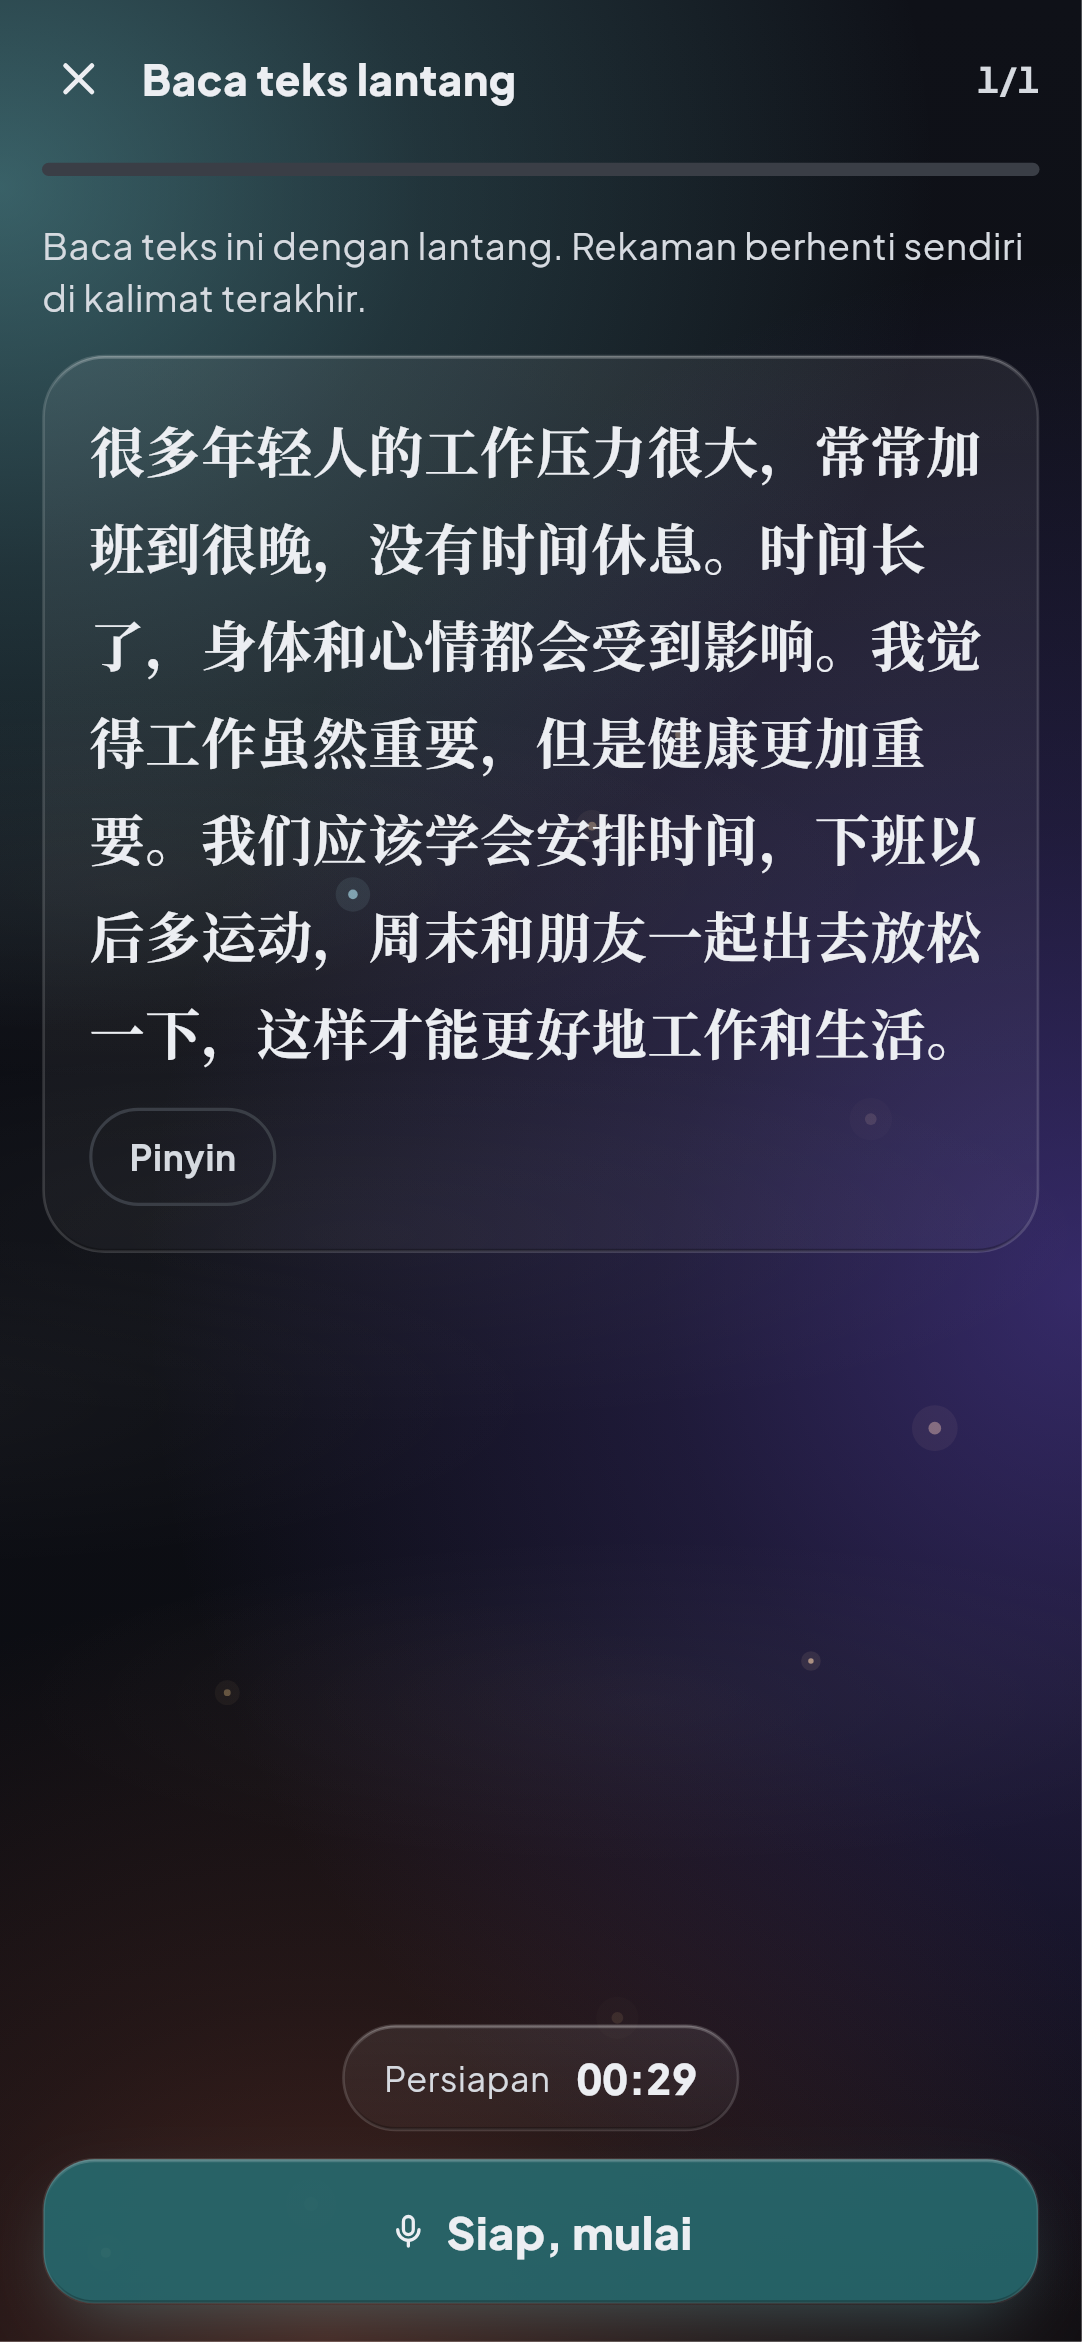 Baca teks lantang
1/1
Baca teks ini dengan lantang. Rekaman berhenti sendiri
di kalimat terakhir.
很多年轻人的工作压力很大，常常加
班到很晚，没有时间休息。时间长
了，身体和心情都会受到影响。我觉
得工作虽然重要，但是健康更加重
要。我们应该学会安排时间，下班以
后多运动，周末和朋友一起出去放松
一下，这样才能更好地工作和生活。
Pinyin
Persiapan 00:29
Siap, mulai